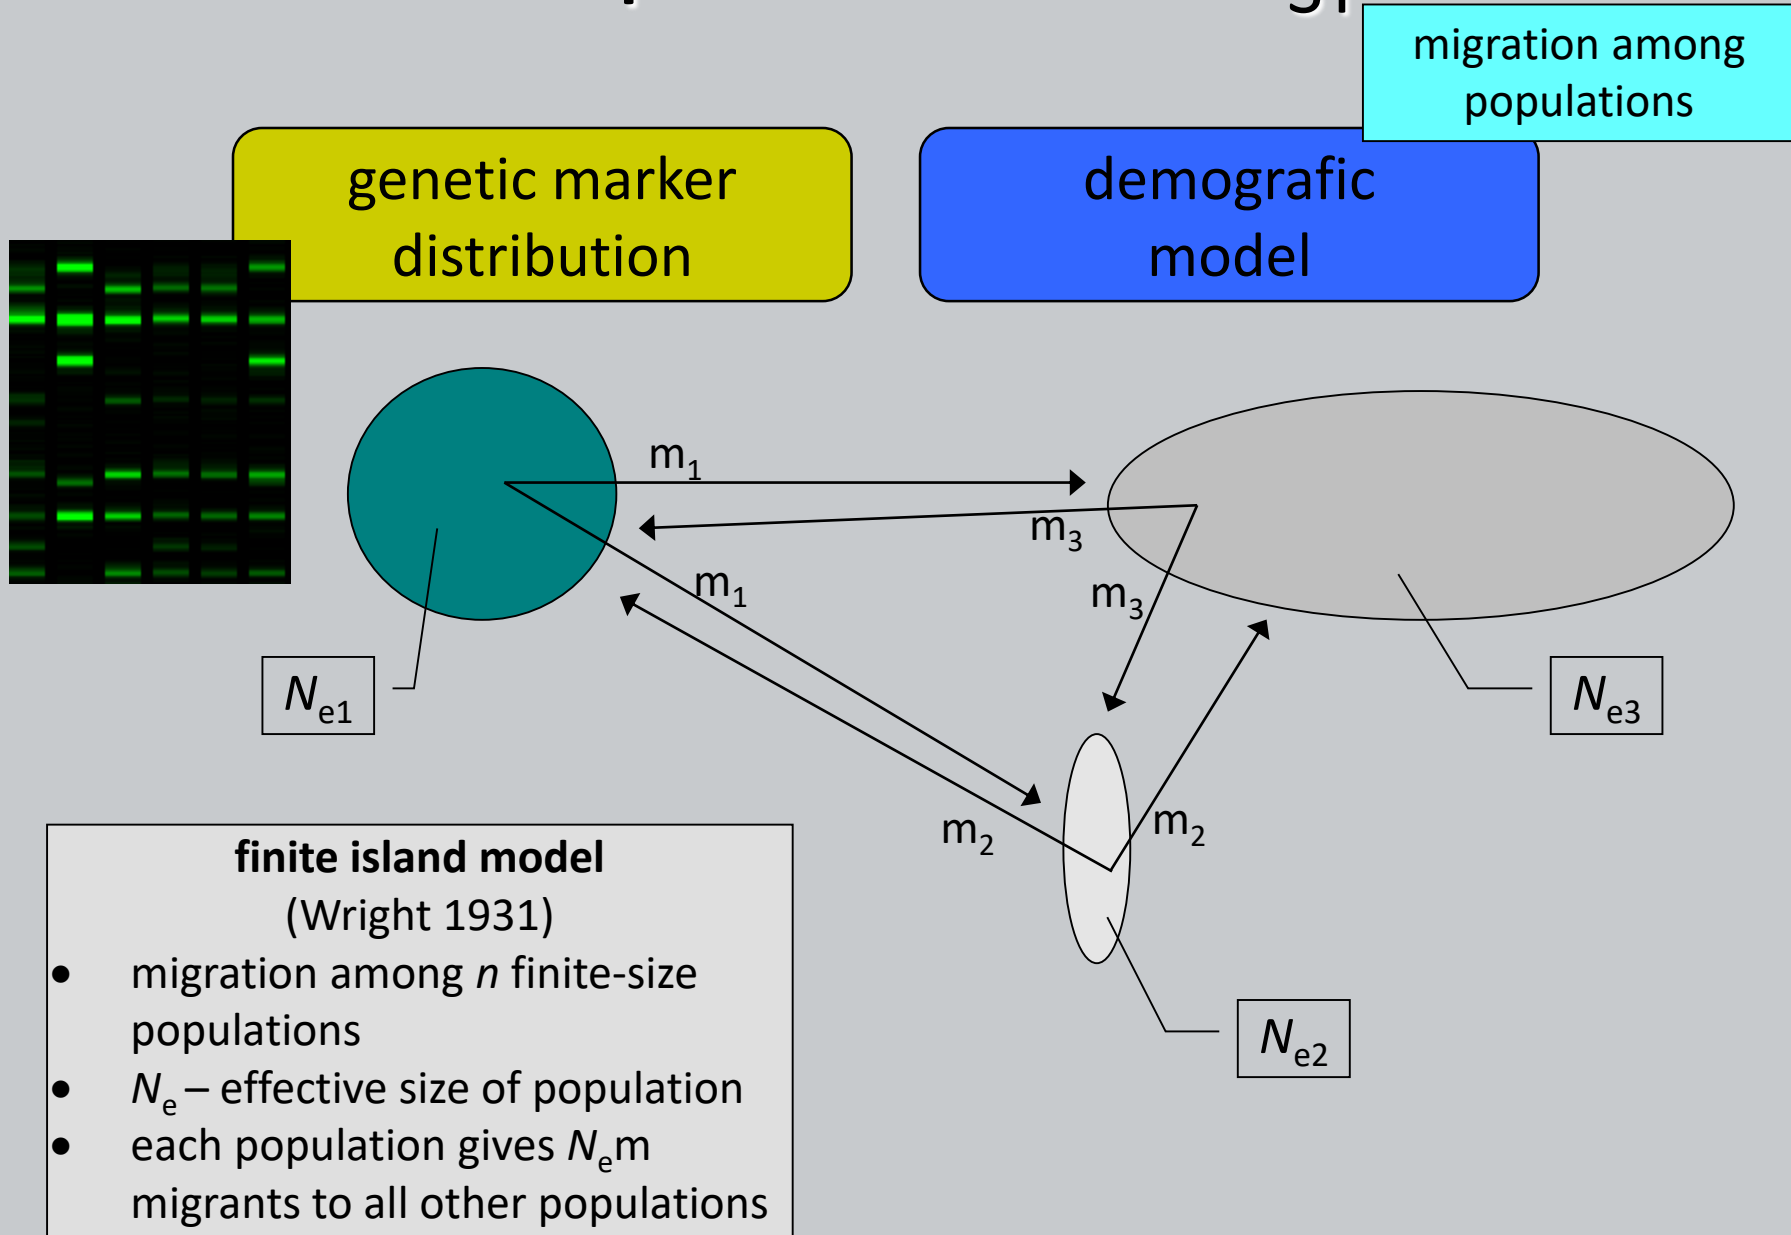 migration among
populations
genetic marker
distribution
demografic
model
m1
m3
m1
m3
Ne1
Ne3
m2
m2
Ne2
finite island model
(Wright 1931)
• migration among n finite-size
populations
• Ne – effective size of population
• each population gives Nem
migrants to all other populations